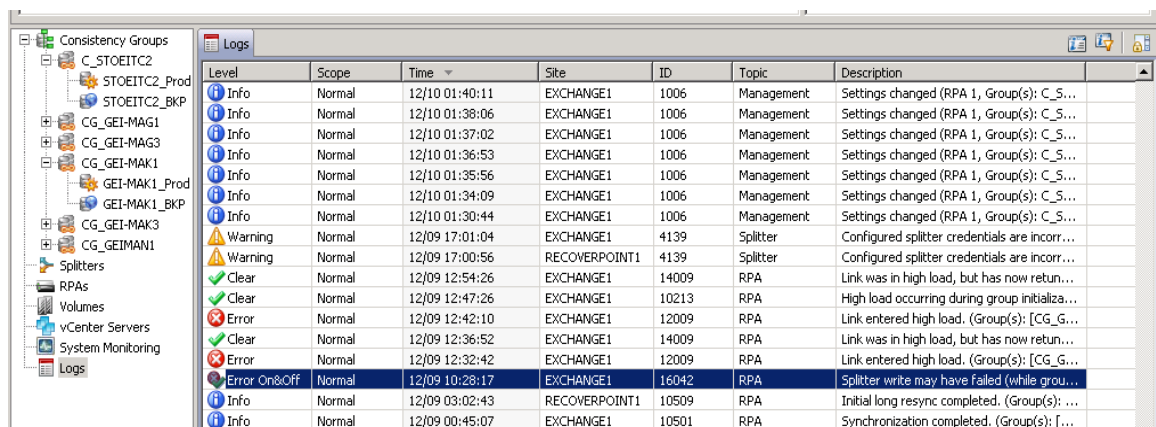 Consistency Groups
C_STOEITC2
STOEITC2_Prod
STOEITC2_BKP
CG_GEI-MAG1
CG_GEI-MAG3
CG_GEI-MAK1
GEI-MAK1_Prod
GEI-MAK1_BKP
CG_GEI-MAK3
CG_GEIMAN1
Splitters
RPAs
Volumes
vCenter Servers
System Monitoring
Logs
Logs
Level Scope Time Site ID Topic Description
Info Normal 12/10 01:40:11 EXCHANGE1 1006 Management Settings changed (RPA 1, Group(s): C_S...
Info Normal 12/10 01:38:06 EXCHANGE1 1006 Management Settings changed (RPA 1, Group(s): C_S...
Info Normal 12/10 01:37:02 EXCHANGE1 1006 Management Settings changed (RPA 1, Group(s): C_S...
Info Normal 12/10 01:36:53 EXCHANGE1 1006 Management Settings changed (RPA 1, Group(s): C_S...
Info Normal 12/10 01:35:56 EXCHANGE1 1006 Management Settings changed (RPA 1, Group(s): C_S...
Info Normal 12/10 01:34:09 EXCHANGE1 1006 Management Settings changed (RPA 1, Group(s): C_S...
Info Normal 12/10 01:30:44 EXCHANGE1 1006 Management Settings changed (RPA 1, Group(s): C_S...
Warning Normal 12/09 17:01:04 EXCHANGE1 4139 Splitter Configured splitter credentials are incorr...
Warning Normal 12/09 17:00:56 RECOVERPOINT1 4139 Splitter Configured splitter credentials are incorr...
Clear Normal 12/09 12:54:26 EXCHANGE1 14009 RPA Link was in high load, but has now retun...
Clear Normal 12/09 12:47:26 EXCHANGE1 10213 RPA High load occurring during group initializa...
Error Normal 12/09 12:42:10 EXCHANGE1 12009 RPA Link entered high load. (Group(s): [CG_G...
Clear Normal 12/09 12:36:52 EXCHANGE1 14009 RPA Link was in high load, but has now retun...
Error Normal 12/09 12:32:42 EXCHANGE1 12009 RPA Link entered high load. (Group(s): [CG_G...
Error On&Off Normal 12/09 10:28:17 EXCHANGE1 16042 RPA Splitter write may have failed (while grou...
Info Normal 12/09 03:02:43 RECOVERPOINT1 10509 RPA Initial long resync completed. (Group(s): ...
Info Normal 12/09 00:45:07 EXCHANGE1 10501 RPA Synchronization completed. (Group(s): [...